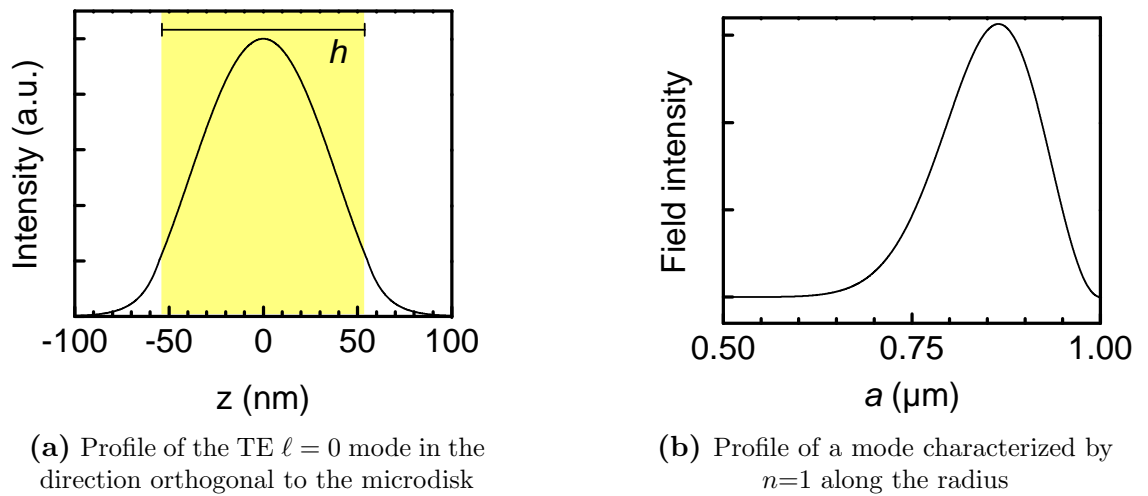 Intensity (a.u.)
h
-100 -50 0 50 100
z (nm)
(a) Profile of the TE ℓ = 0 mode in the
direction orthogonal to the microdisk
Field intensity
0.50 0.75 1.00
a (µm)
(b) Profile of a mode characterized by
n=1 along the radius